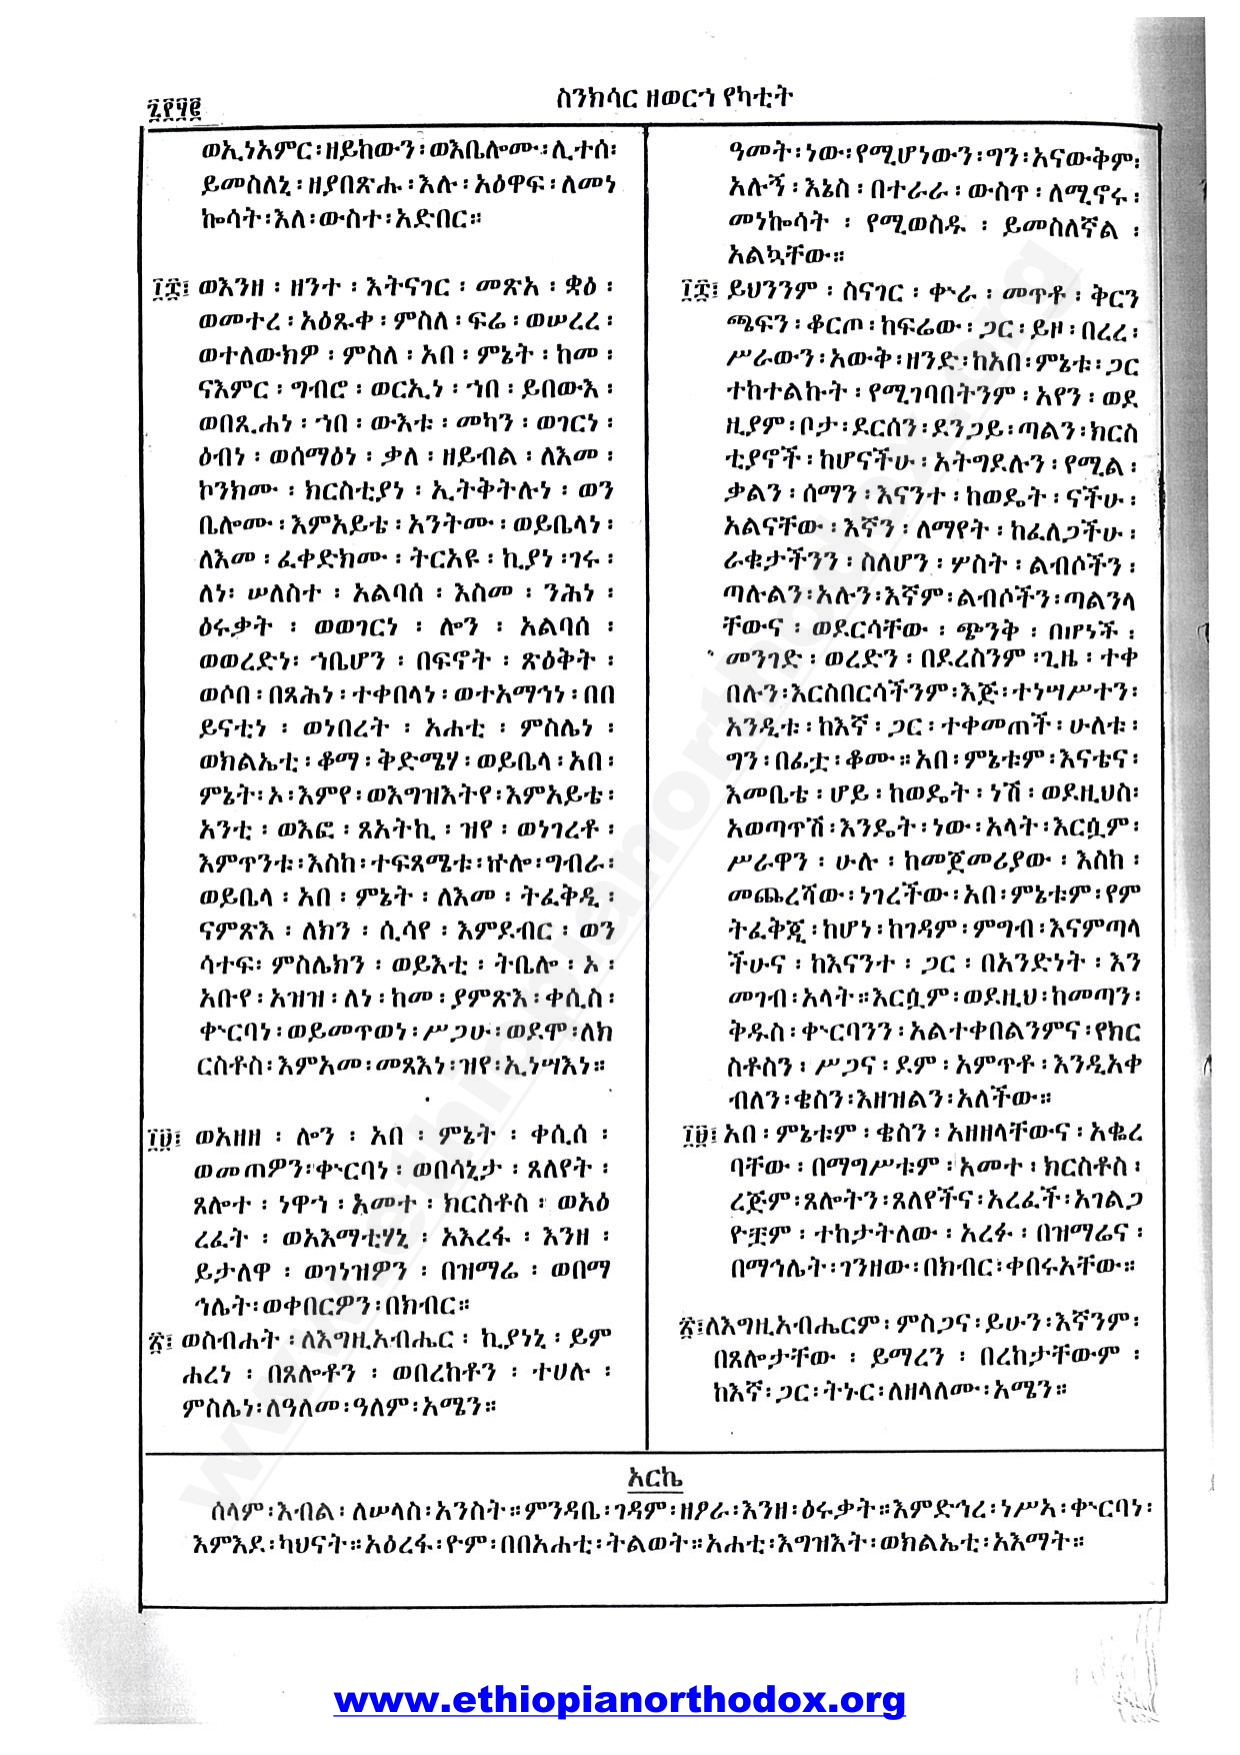 ስንክሳር ዘወርኀ የካቲት
ወኢነአምር፡ዘይከውን፡ወእቤሎሙ፡ሊተሰ፡
ይመስለኒ፡ዘያበጽሑ፡እሉ፡አዕዋፍ፡ለመነ
ኰሳት፡እለ፡ውስተ፡አድበር።
፲፰፤ ወእንዘ፡ዘንተ፡እትናገር፡መጽአ፡ቋዕ፡
ወመተረ፡አዕጹቀ፡ምስለ፡ፍሬ፡ወሠረረ፡
ወተለውክዎ፡ምስለ፡አበ፡ምኔት፡ከመ፡
ናእምር፡ግብሮ፡ወርኢነ፡ኀበ፡ይበውእ፡
ወበጺሐነ፡ኀበ፡ውእቱ፡መካን፡ወገርነ፡
ዕብነ፡ወሰማዕነ፡ቃለ፡ዘይብል፡ለእመ፡
ኮንክሙ፡ክርስቲያነ፡ኢትቅትሉነ፡ወን
ቤሎሙ፡እምአይቴ፡አንትሙ፡ወይቤላነ፡
ለእመ፡ፈቀድክሙ፡ትርአዩ፡ኪያነ፡ገሩ፡
ለነ፡ሠለስተ፡አልባሰ፡እስመ፡ንሕነ፡
ዕሩቃት፡ወወገርነ፡ሎን፡አልባሰ፡
ወወረድነ፡ኀቤሆን፡በፍኖት፡ጽዕቅት፡
ወሶበ፡በጻሕነ፡ተቀበላነ፡ወተአማኅነ፡በበ
ይናቲነ፡ወነበረት፡አሐቲ፡ምስሌነ፡
ወክልኤቲ፡ቆማ፡ቅድሜሃ፡ወይቤላ፡አበ፡
ምኔት፡ኦ፡እምየ፡ወእግዝእትየ፡እምአይቴ፡
አንቲ፡ወእፎ፡ጸአትኪ፡ዝየ፡ወነገረቶ፡
እምጥንቱ፡እስከ፡ተፍጻሜቱ፡ኵሎ፡ግብራ፡
ወይቤላ፡አበ፡ምኔት፡ለእመ፡ትፈቅዲ፡
ናምጽእ፡ለክን፡ሲሳየ፡እምደብር፡ወን
ሳተፍ፡ምስሌክን፡ወይእቲ፡ትቤሎ፡ኦ፡
አቡየ፡አዝዝ፡ለነ፡ከመ፡ያምጽእ፡ቀሲስ፡
ቍርባነ፡ወይመጥወነ፡ሥጋሁ፡ወደሞ፡ለክ
ርስቶስ፡እምአመ፡መጻእነ፡ዝየ፡ኢነሣእነ።
፲፱፤ ወአዘዘ፡ሎን፡አበ፡ምኔት፡ቀሲሰ፡
ወመጠዎን፡ቍርባነ፡ወበሳኒታ፡ጸለየት፡
ጸሎተ፡ነዋኀ፡አመተ፡ክርስቶስ፡ወአዕ
ረፈት፡ወአእማቲሃኒ፡አእረፋ፡እንዘ፡
ይታለዋ፡ወገነዝዎን፡በዝማሬ፡ወበማ
ኅሌት፡ወቀበርዎን፡በክብር።
፳፤ ወስብሐት፡ለእግዚአብሔር፡ኪያነኒ፡ይም
ሐረነ፡በጸሎቶን፡ወበረከቶን፡ተሀሉ፡
ምስሌነ፡ለዓለመ፡ዓለም፡አሜን።
ዓመት፡ነው፡የሚሆነውን፡ግን፡አናውቅም፡
አሉኝ፡እኔስ፡በተራራ፡ውስጥ፡ለሚኖሩ፡
መነኰሳት፡የሚወስዱ፡ይመስለኛል፡
አልኳቸው።
፲፰፤ ይህንንም፡ስናገር፡ቍራ፡መጥቶ፡ቅርን
ጫፍን፡ቆርጦ፡ከፍሬው፡ጋር፡ይዞ፡በረረ፡
ሥራውን፡አውቅ፡ዘንድ፡ከአበ፡ምኔቱ፡ጋር
ተከተልኩት፡የሚገባበትንም፡አየን፡ወደ
ዚያም፡ቦታ፡ደርሰን፡ደንጋይ፡ጣልን፡ክርስ
ቲያኖች፡ከሆናችሁ፡አትግደሉን፡የሚል፡
ቃልን፡ሰማን፡እናንተ፡ከወዴት፡ናችሁ፡
አልናቸው፡እኛን፡ለማየት፡ከፈለጋችሁ፡
ራቁታችንን፡ስለሆን፡ሦስት፡ልብሶችን፡
ጣሉልን፡አሉን፡እኛም፡ልብሶችን፡ጣልንላ
ቸውና፡ወደርሳቸው፡ጭንቅ፡በሆነች፡
መንገድ፡ወረድን፡በደረስንም፡ጊዜ፡ተቀ
በሉን፡እርስበርሳችንም፡እጅ፡ተነሣሥተን፡
አንዲቱ፡ከእኛ፡ጋር፡ተቀመጠች፡ሁለቱ፡
ግን፡በፊቷ፡ቆሙ።አበ፡ምኔቱም፡እናቴና፡
እመቤቴ፡ሆይ፡ከወዴት፡ነሽ፡ወደዚህስ፡
አወጣጥሽ፡እንዴት፡ነው፡አላት፡እርሷም፡
ሥራዋን፡ሁሉ፡ከመጀመሪያው፡እስከ፡
መጨረሻው፡ነገረችው፡አበ፡ምኔቱም፡የም
ትፈቅጂ፡ከሆነ፡ከገዳም፡ምግብ፡እናምጣላ
ችሁና፡ከእናንተ፡ጋር፡በአንድነት፡እን
መገብ፡አላት።እርሷም፡ወደዚህ፡ከመጣን፡
ቅዱስ፡ቍርባንን፡አልተቀበልንምና፡የክር
ስቶስን፡ሥጋና፡ደም፡አምጥቶ፡እንዲአቀ
ብለን፡ቄስን፡እዘዝልን፡አለችው።
፲፱፤ አበ፡ምኔቱም፡ቄስን፡አዘዘላቸውና፡አቈረ
ባቸው፡በማግሥቱም፡አመተ፡ክርስቶስ፡
ረጅም፡ጸሎትን፡ጸለየችና፡አረፈች፡አገልጋ
ዮቿም፡ተከታትለው፡አረፉ፡በዝማሬና፡
በማኅሌት፡ገንዘው፡በክብር፡ቀበሩአቸው።
፳፤ ለእግዚአብሔርም፡ምስጋና፡ይሁን፡እኛንም፡
በጸሎታቸው፡ይማረን፡በረከታቸውም፡
ከእኛ፡ጋር፡ትኑር፡ለዘላለሙ፡አሜን።
አርኬ
ሰላም፡እብል፡ለሠላስ፡አንስት።ምንዳቤ፡ገዳም፡ዘፆራ፡እንዘ፡ዕሩቃት።እምድኅረ፡ነሥኣ፡ቍርባነ፡
እምእደ፡ካህናት።አዕረፋ፡ዮም፡በበአሐቲ፡ትልወት።አሐቲ፡እግዝእት፡ወክልኤቲ፡አእማት።
www.ethiopianorthodox.org
www.ethiopianorthodox.org